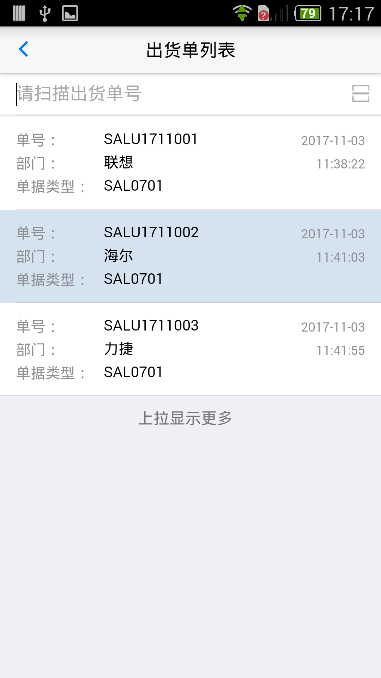 79 17:17
出货单列表
请扫描出货单号
单号： SALU1711001 2017-11-03
部门： 联想 11:38:22
单据类型： SAL0701
单号： SALU1711002 2017-11-03
部门： 海尔 11:41:03
单据类型： SAL0701
单号： SALU1711003 2017-11-03
部门： 力捷 11:41:55
单据类型： SAL0701
上拉显示更多